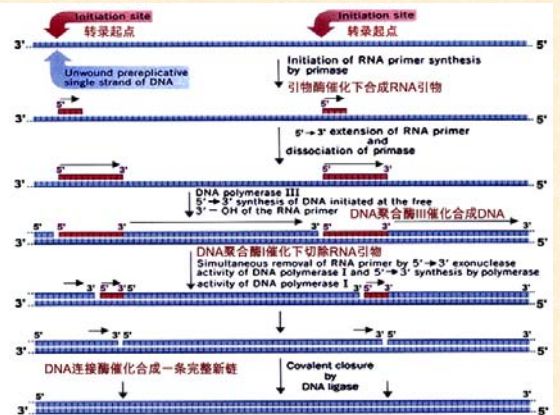 Initiation site
Initiation site
转录起点
转录起点
3'
5'
Unwound prereplicative
single strand of DNA
Initiation of RNA primer synthesis
by primase
引物酶催化下合成RNA引物
5'
5'
3'
5'
5'→3' extension of RNA primer
and
dissociation of primase
5'
3'
5'
3'
3'
5'
DNA polymerase III
5'→3' synthesis of DNA initiated at the free
3'-OH of the RNA primer
DNA聚合酶III催化合成DNA
5'
3'
5'
3'
3'
5'
DNA聚合酶I催化下切除RNA引物
Simultaneous removal of RNA primer by 5'→3' exonuclease
activity of DNA polymerase I and 5'→3' synthesis by polymerase
activity of DNA polymerase I
5'
3'
5'
3'
3'
5'
5'
3' 5'
3' 5'
3'
5'
DNA连接酶催化合成一条完整新链
Covalent closure
by
DNA ligase
3'
5'